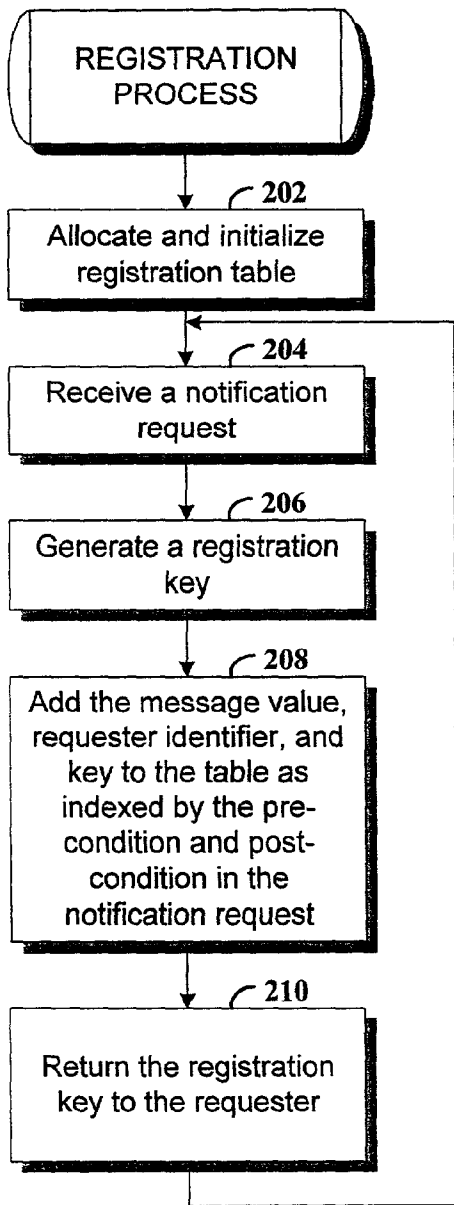 REGISTRATION
PROCESS
202
Allocate and initialize
registration table
204
Receive a notification
request
206
Generate a registration
key
208
Add the message value,
requester identifier, and
key to the table as
indexed by the pre-
condition and post-
condition in the
notification request
210
Return the registration
key to the requester